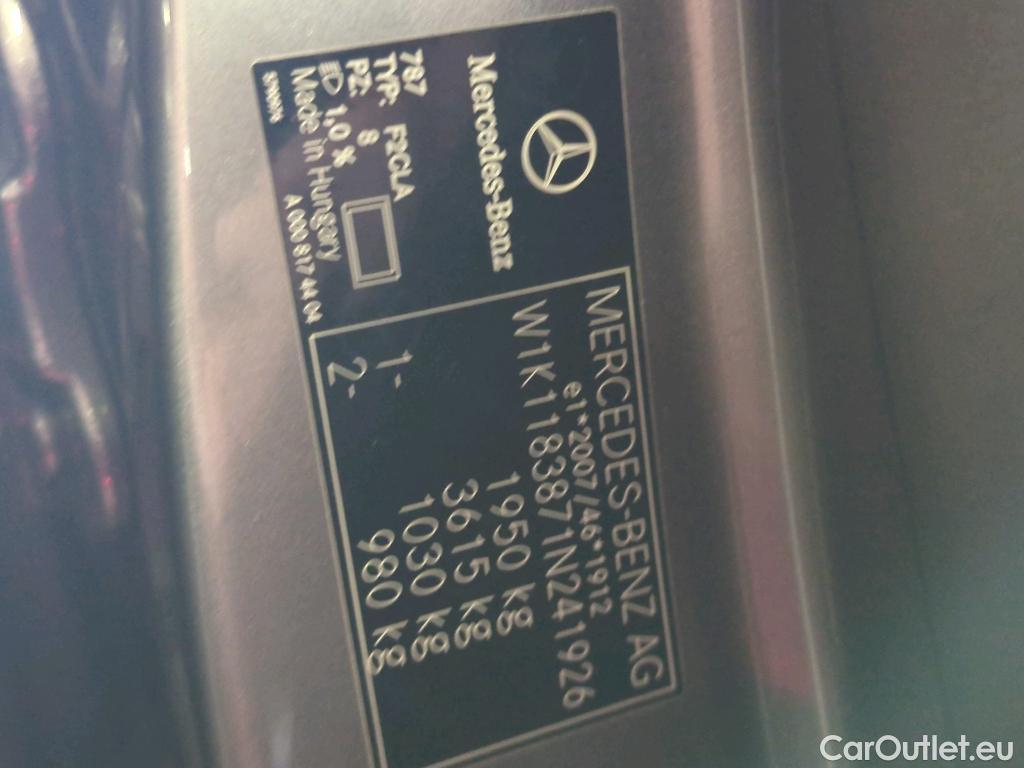 Mercedes-Benz
787
TYP: F2CLA
PZ: 8
1,0 %
Made in Hungary
A 000 817 44 04
MERCEDES-BENZ AG
e1*2007/46*1912
W1K1183871N241926
1950 kg
3615 kg
1- 1030 kg
2- 980 kg
CarOutlet.eu